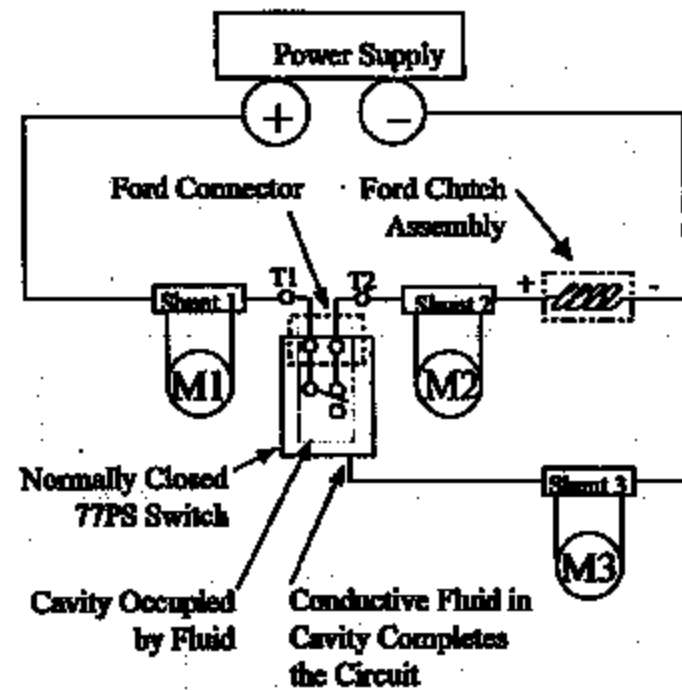 Power Supply
+
−
Ford Connector
Ford Clutch
Assembly
T1
T2
+
-
Shunt 1
Shunt 2
M1
M2
Normally Closed
77PS Switch
Shunt 3
M3
Cavity Occupied
by Fluid
Conductive Fluid in
Cavity Completes
the Circuit